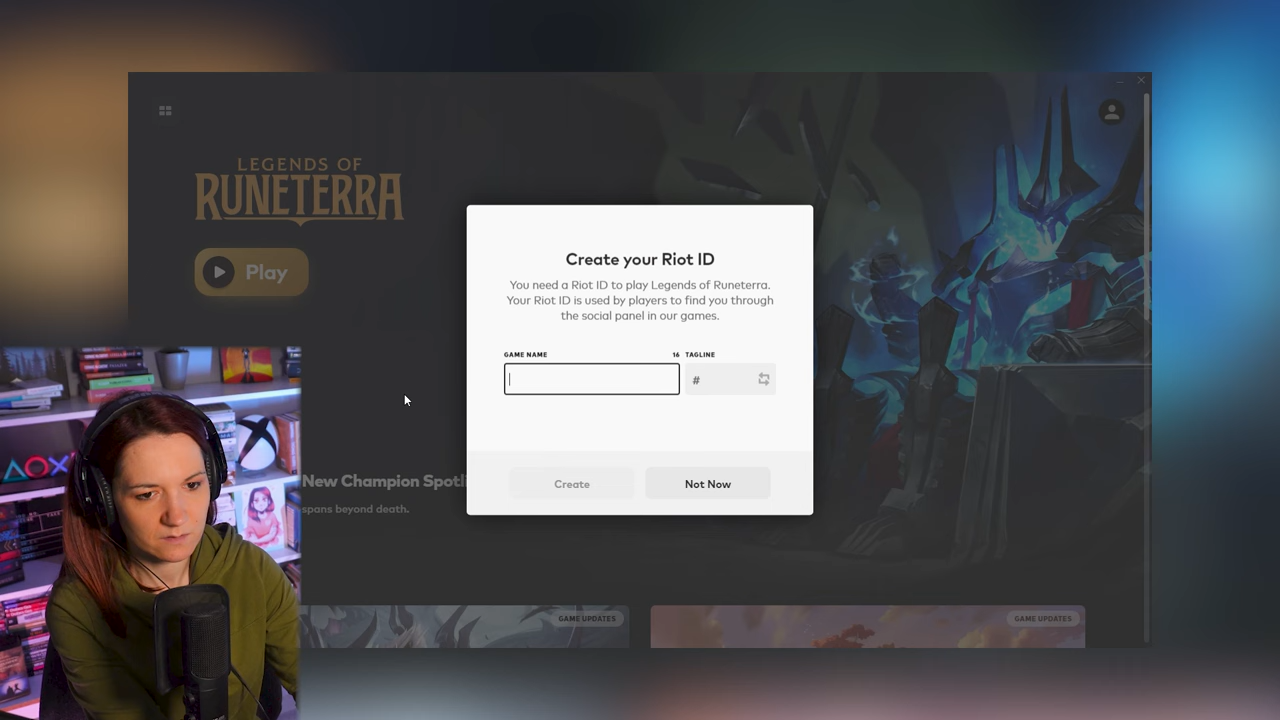 LEGENDS OF
RUNETERRA
Play
Create your Riot ID
You need a Riot ID to play Legends of Runeterra.
Your Riot ID is used by players to find you through
the social panel in our games.
GAME NAME 16 TAGLINE
#
Create Not Now
New Champion Spotl
spans beyond death.
GAME UPDATES GAME UPDATES